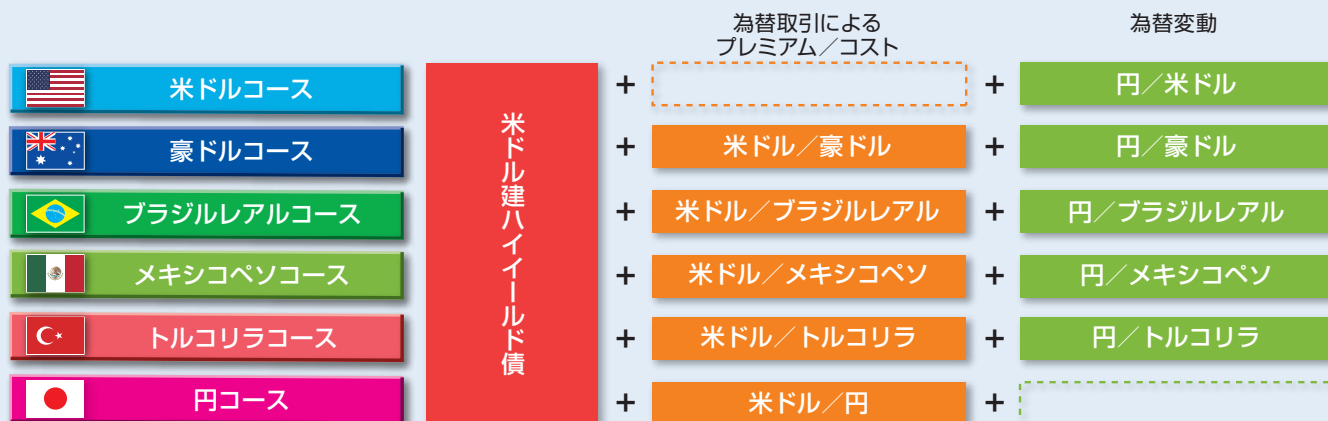 為替取引による
プレミアム／コスト
為替変動
米ドルコース
米ドル建ハイイールド債
+
+
円／米ドル
豪ドルコース
+
米ドル／豪ドル
+
円／豪ドル
ブラジルレアルコース
+
米ドル／ブラジルレアル
+
円／ブラジルレアル
メキシコペソコース
+
米ドル／メキシコペソ
+
円／メキシコペソ
トルコリラコース
+
米ドル／トルコリラ
+
円／トルコリラ
円コース
+
米ドル／円
+